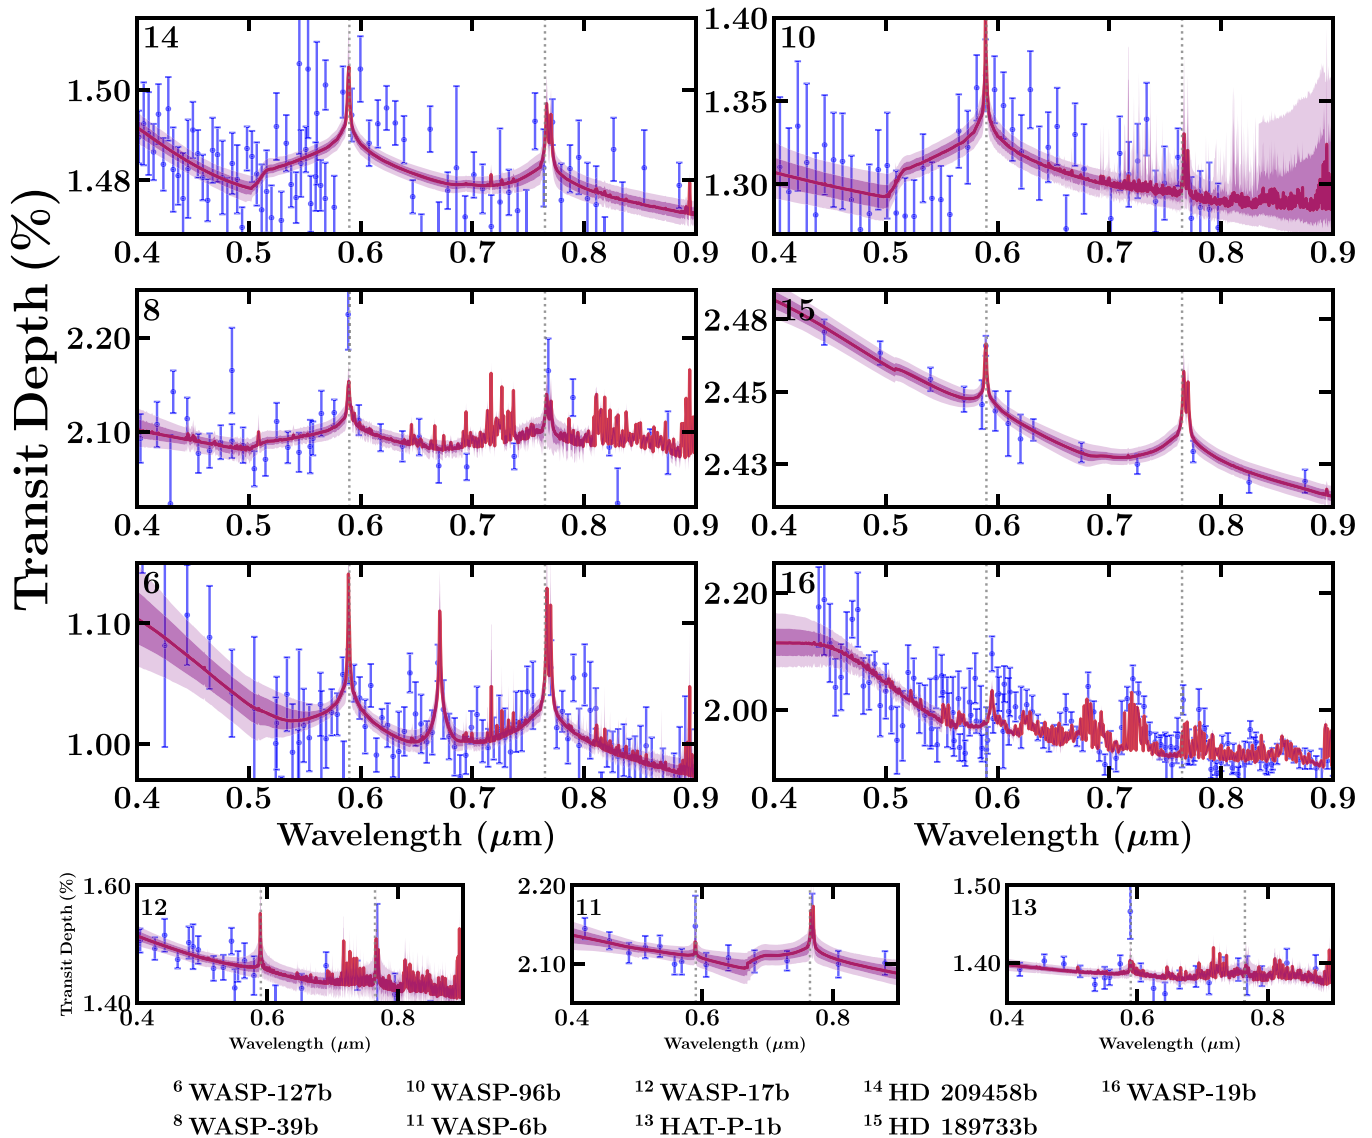 Transit Depth (%)
14
1.50
1.48
0.4 0.5 0.6 0.7 0.8 0.9
10
1.40
1.35
1.30
0.4 0.5 0.6 0.7 0.8 0.9
8
2.20
2.10
0.4 0.5 0.6 0.7 0.8 0.9
15
2.48
2.45
2.43
0.4 0.5 0.6 0.7 0.8 0.9
6
1.10
1.00
0.4 0.5 0.6 0.7 0.8 0.9
Wavelength (μm)
16
2.20
2.00
0.4 0.5 0.6 0.7 0.8 0.9
Wavelength (μm)
Transit Depth (%)
12
1.60
1.50
1.40
0.4 0.6 0.8
Wavelength (μm)
11
2.20
2.10
0.4 0.6 0.8
Wavelength (μm)
13
1.50
1.40
0.4 0.6 0.8
Wavelength (μm)
6 WASP-127b 10 WASP-96b 12 WASP-17b 14 HD 209458b 16 WASP-19b
8 WASP-39b 11 WASP-6b 13 HAT-P-1b 15 HD 189733b